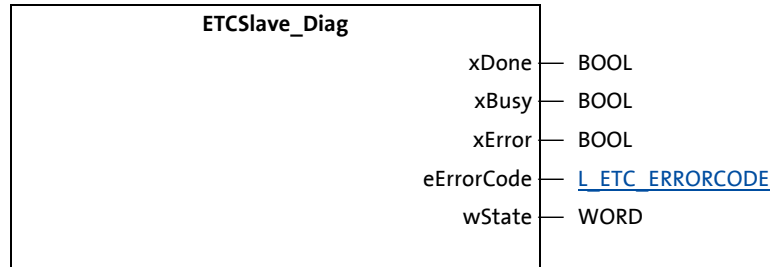 ETCSlave_Diag
xDone BOOL
xBusy BOOL
xError BOOL
eErrorCode L_ETC_ERRORCODE
wState WORD